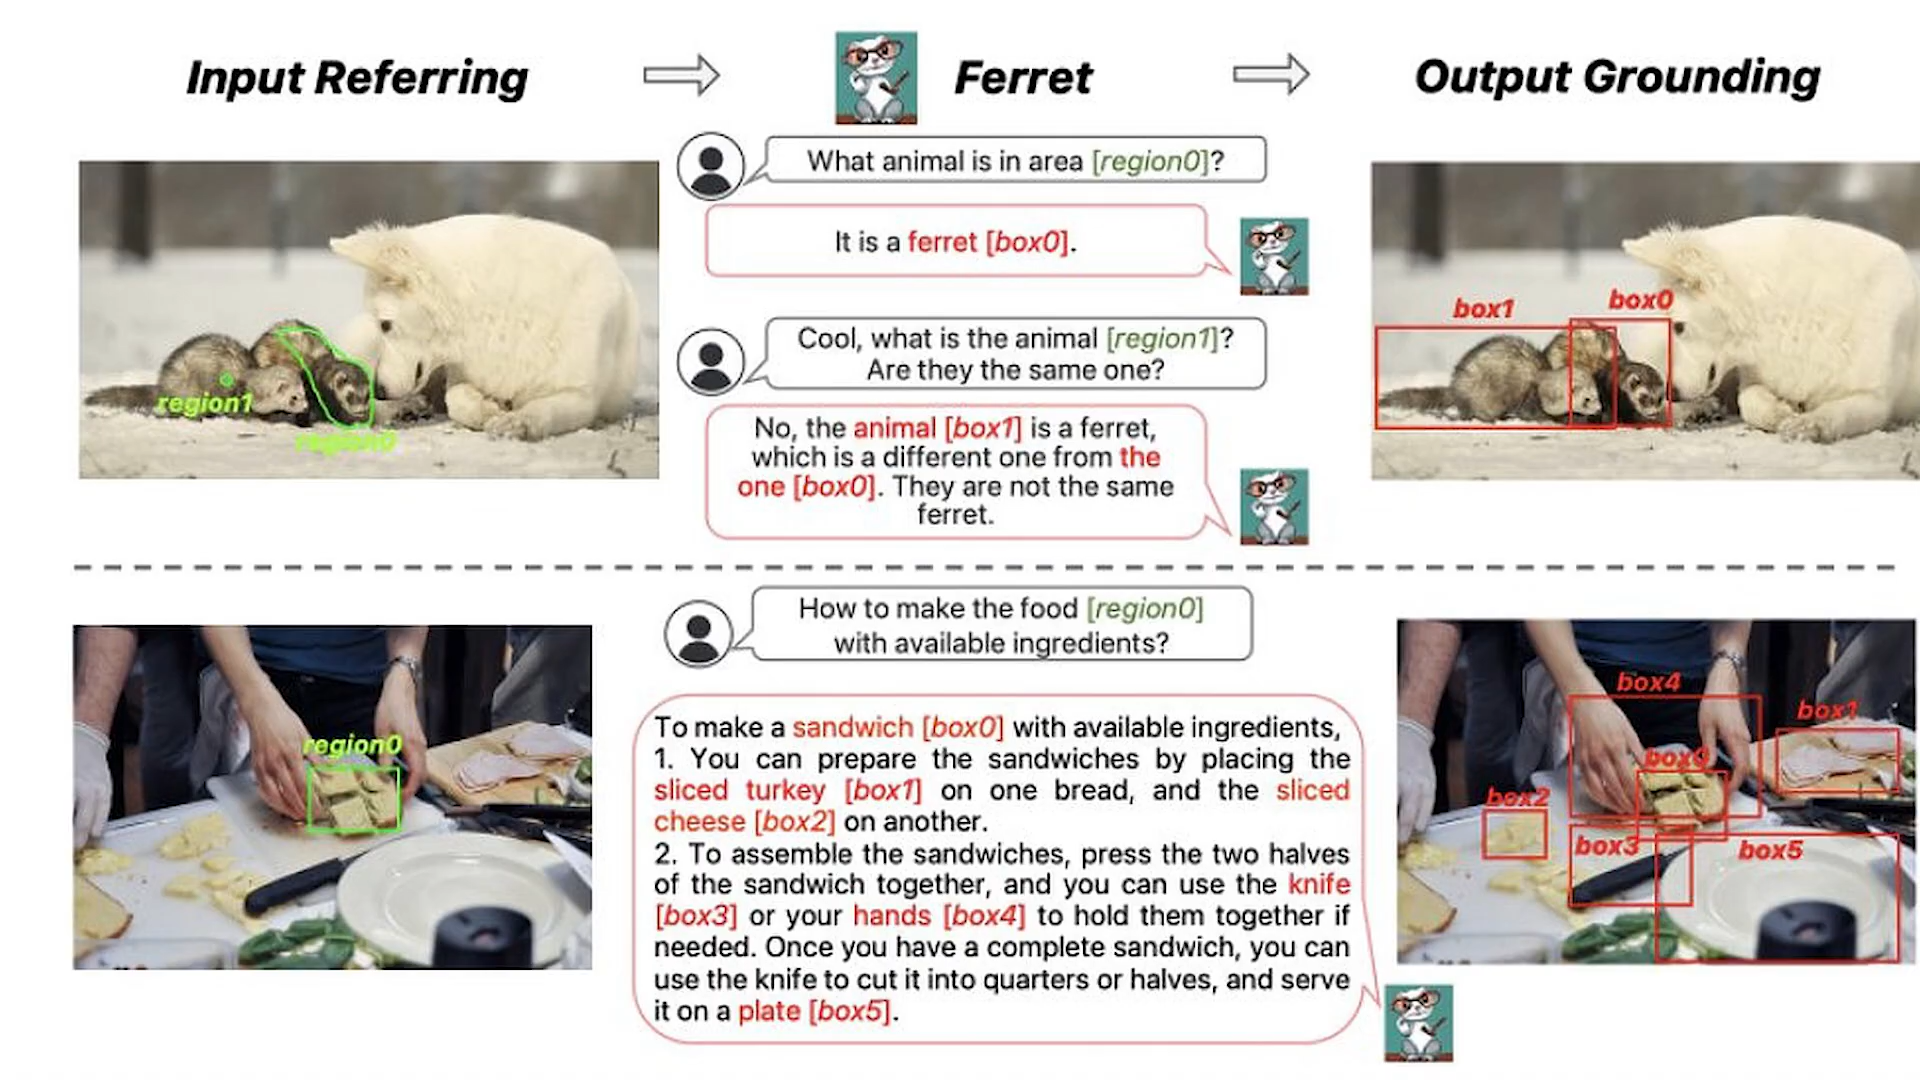 Input Referring
Ferret
Output Grounding
What animal is in area [region0]?
It is a ferret [box0].
Cool, what is the animal [region1]?
Are they the same one?
No, the animal [box1] is a ferret,
which is a different one from the
one [box0]. They are not the same
ferret.
region1
region0
box1
box0
How to make the food [region0]
with available ingredients?
To make a sandwich [box0] with available ingredients,
1. You can prepare the sandwiches by placing the
sliced turkey [box1] on one bread, and the sliced
cheese [box2] on another.
2. To assemble the sandwiches, press the two halves
of the sandwich together, and you can use the knife
[box3] or your hands [box4] to hold them together if
needed. Once you have a complete sandwich, you can
use the knife to cut it into quarters or halves, and serve
it on a plate [box5].
region0
box4
box1
box0
box2
box3
box5